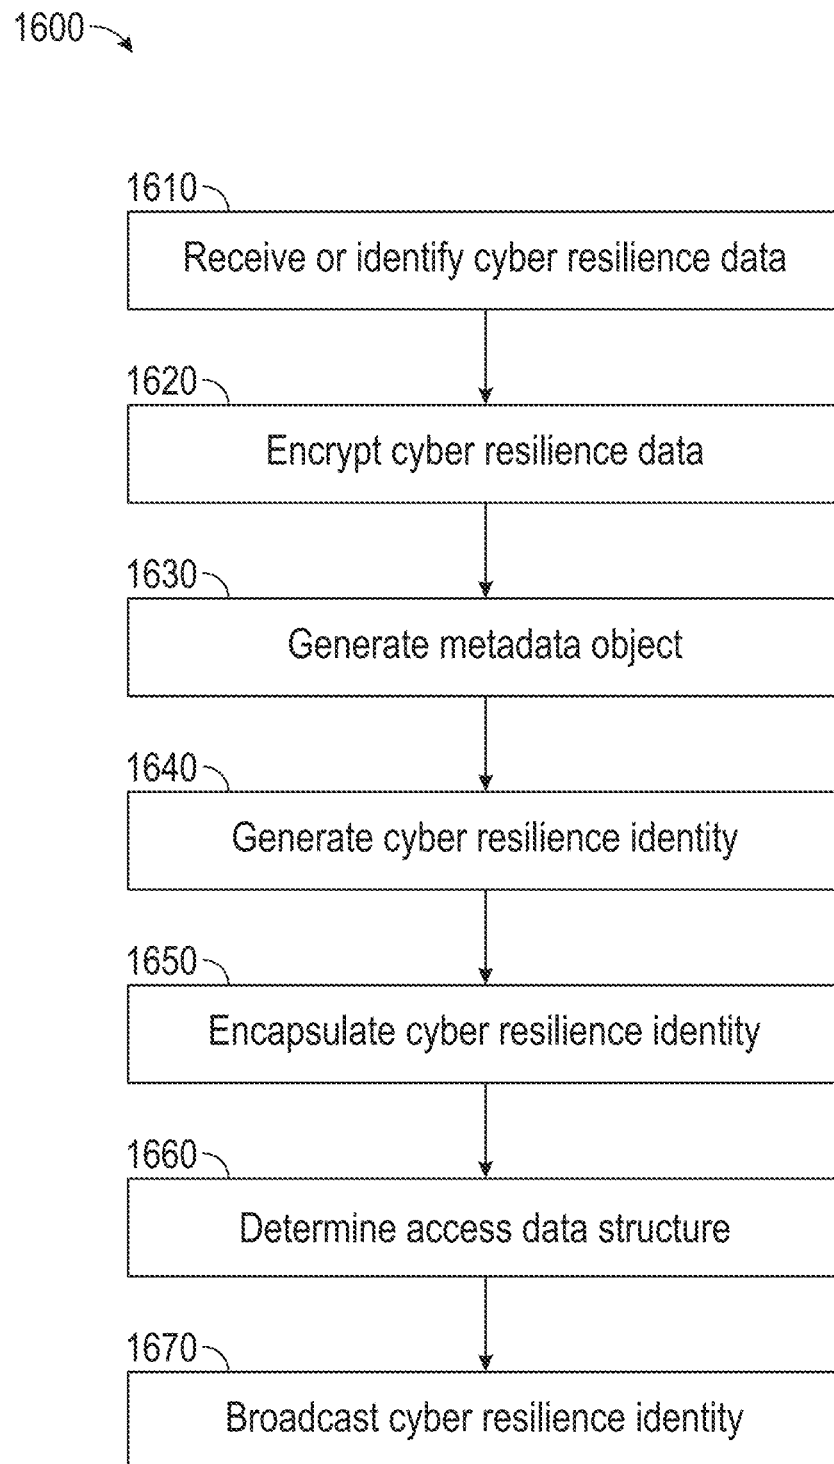 1600
1610
Receive or identify cyber resilience data
1620
Encrypt cyber resilience data
1630
Generate metadata object
1640
Generate cyber resilience identity
1650
Encapsulate cyber resilience identity
1660
Determine access data structure
1670
Broadcast cyber resilience identity